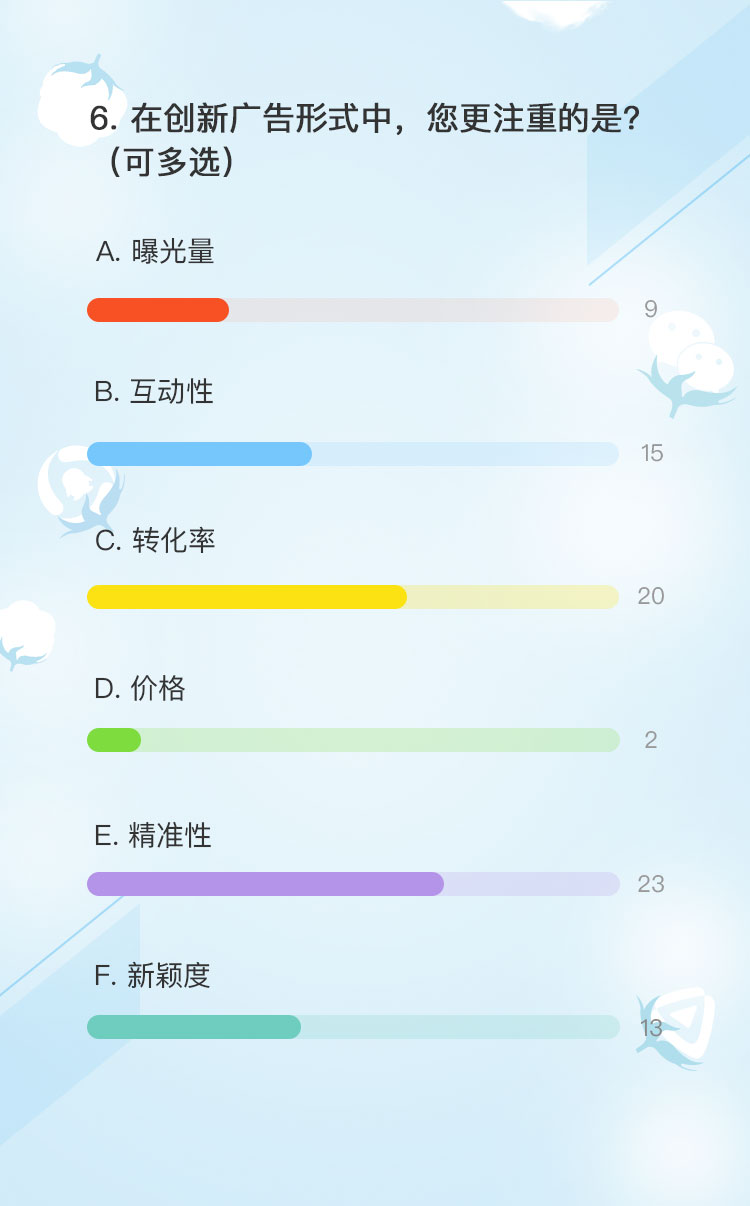 6. 在创新广告形式中，您更注重的是?
（可多选）
A. 曝光量
9
B. 互动性
15
C. 转化率
20
D. 价格
2
E. 精准性
23
F. 新颖度
13